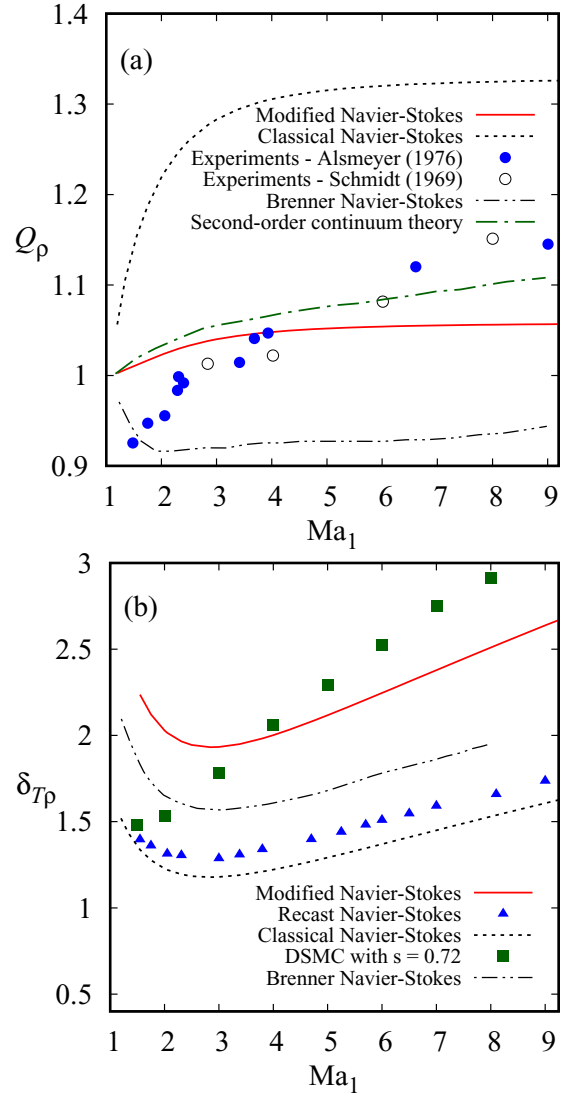 1.4
(a)
1.3
Modified Navier-Stokes
Classical Navier-Stokes
Experiments - Alsmeyer (1976)
Experiments - Schmidt (1969)
1.2
Brenner Navier-Stokes
Second-order continuum theory
Qρ
1.1
1
0.9
1 2 3 4 5 6 7 8 9
Ma1
3
(b)
2.5
2
δTρ
1.5
1
Modified Navier-Stokes
Recast Navier-Stokes
Classical Navier-Stokes
DSMC with s = 0.72
Brenner Navier-Stokes
0.5
1 2 3 4 5 6 7 8 9
Ma1